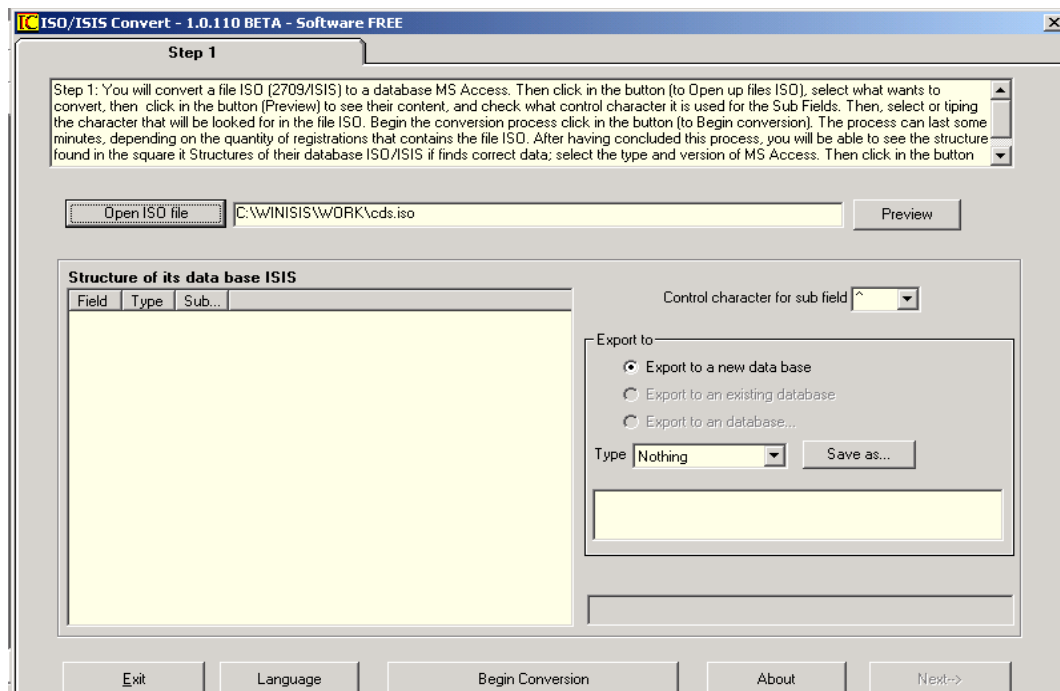 IC ISO/ISIS Convert - 1.0.110 BETA - Software FREE
Step 1
Step 1: You will convert a file ISO (2709/ISIS) to a database MS Access. Then click in the button (to Open up files ISO), select what wants to
convert, then click in the button (Preview) to see their content, and check what control character it is used for the Sub Fields. Then, select or tiping
the character that will be looked for in the file ISO. Begin the conversion process click in the button (to Begin conversion). The process can last some
minutes, depending on the quantity of registrations that contains the file ISO. After having concluded this process, you will be able to see the structure
found in the square it Structures of their database ISO/ISIS if finds correct data; select the type and version of MS Access. Then click in the button
Open ISO file C:\WINISIS\WORK\cds.iso Preview
Structure of its data base ISIS
Field Type Sub...
Control character for sub field ^
Export to
Export to a new data base
Export to an existing database
Export to an database...
Type Nothing Save as...
Exit Language Begin Conversion About Next-->